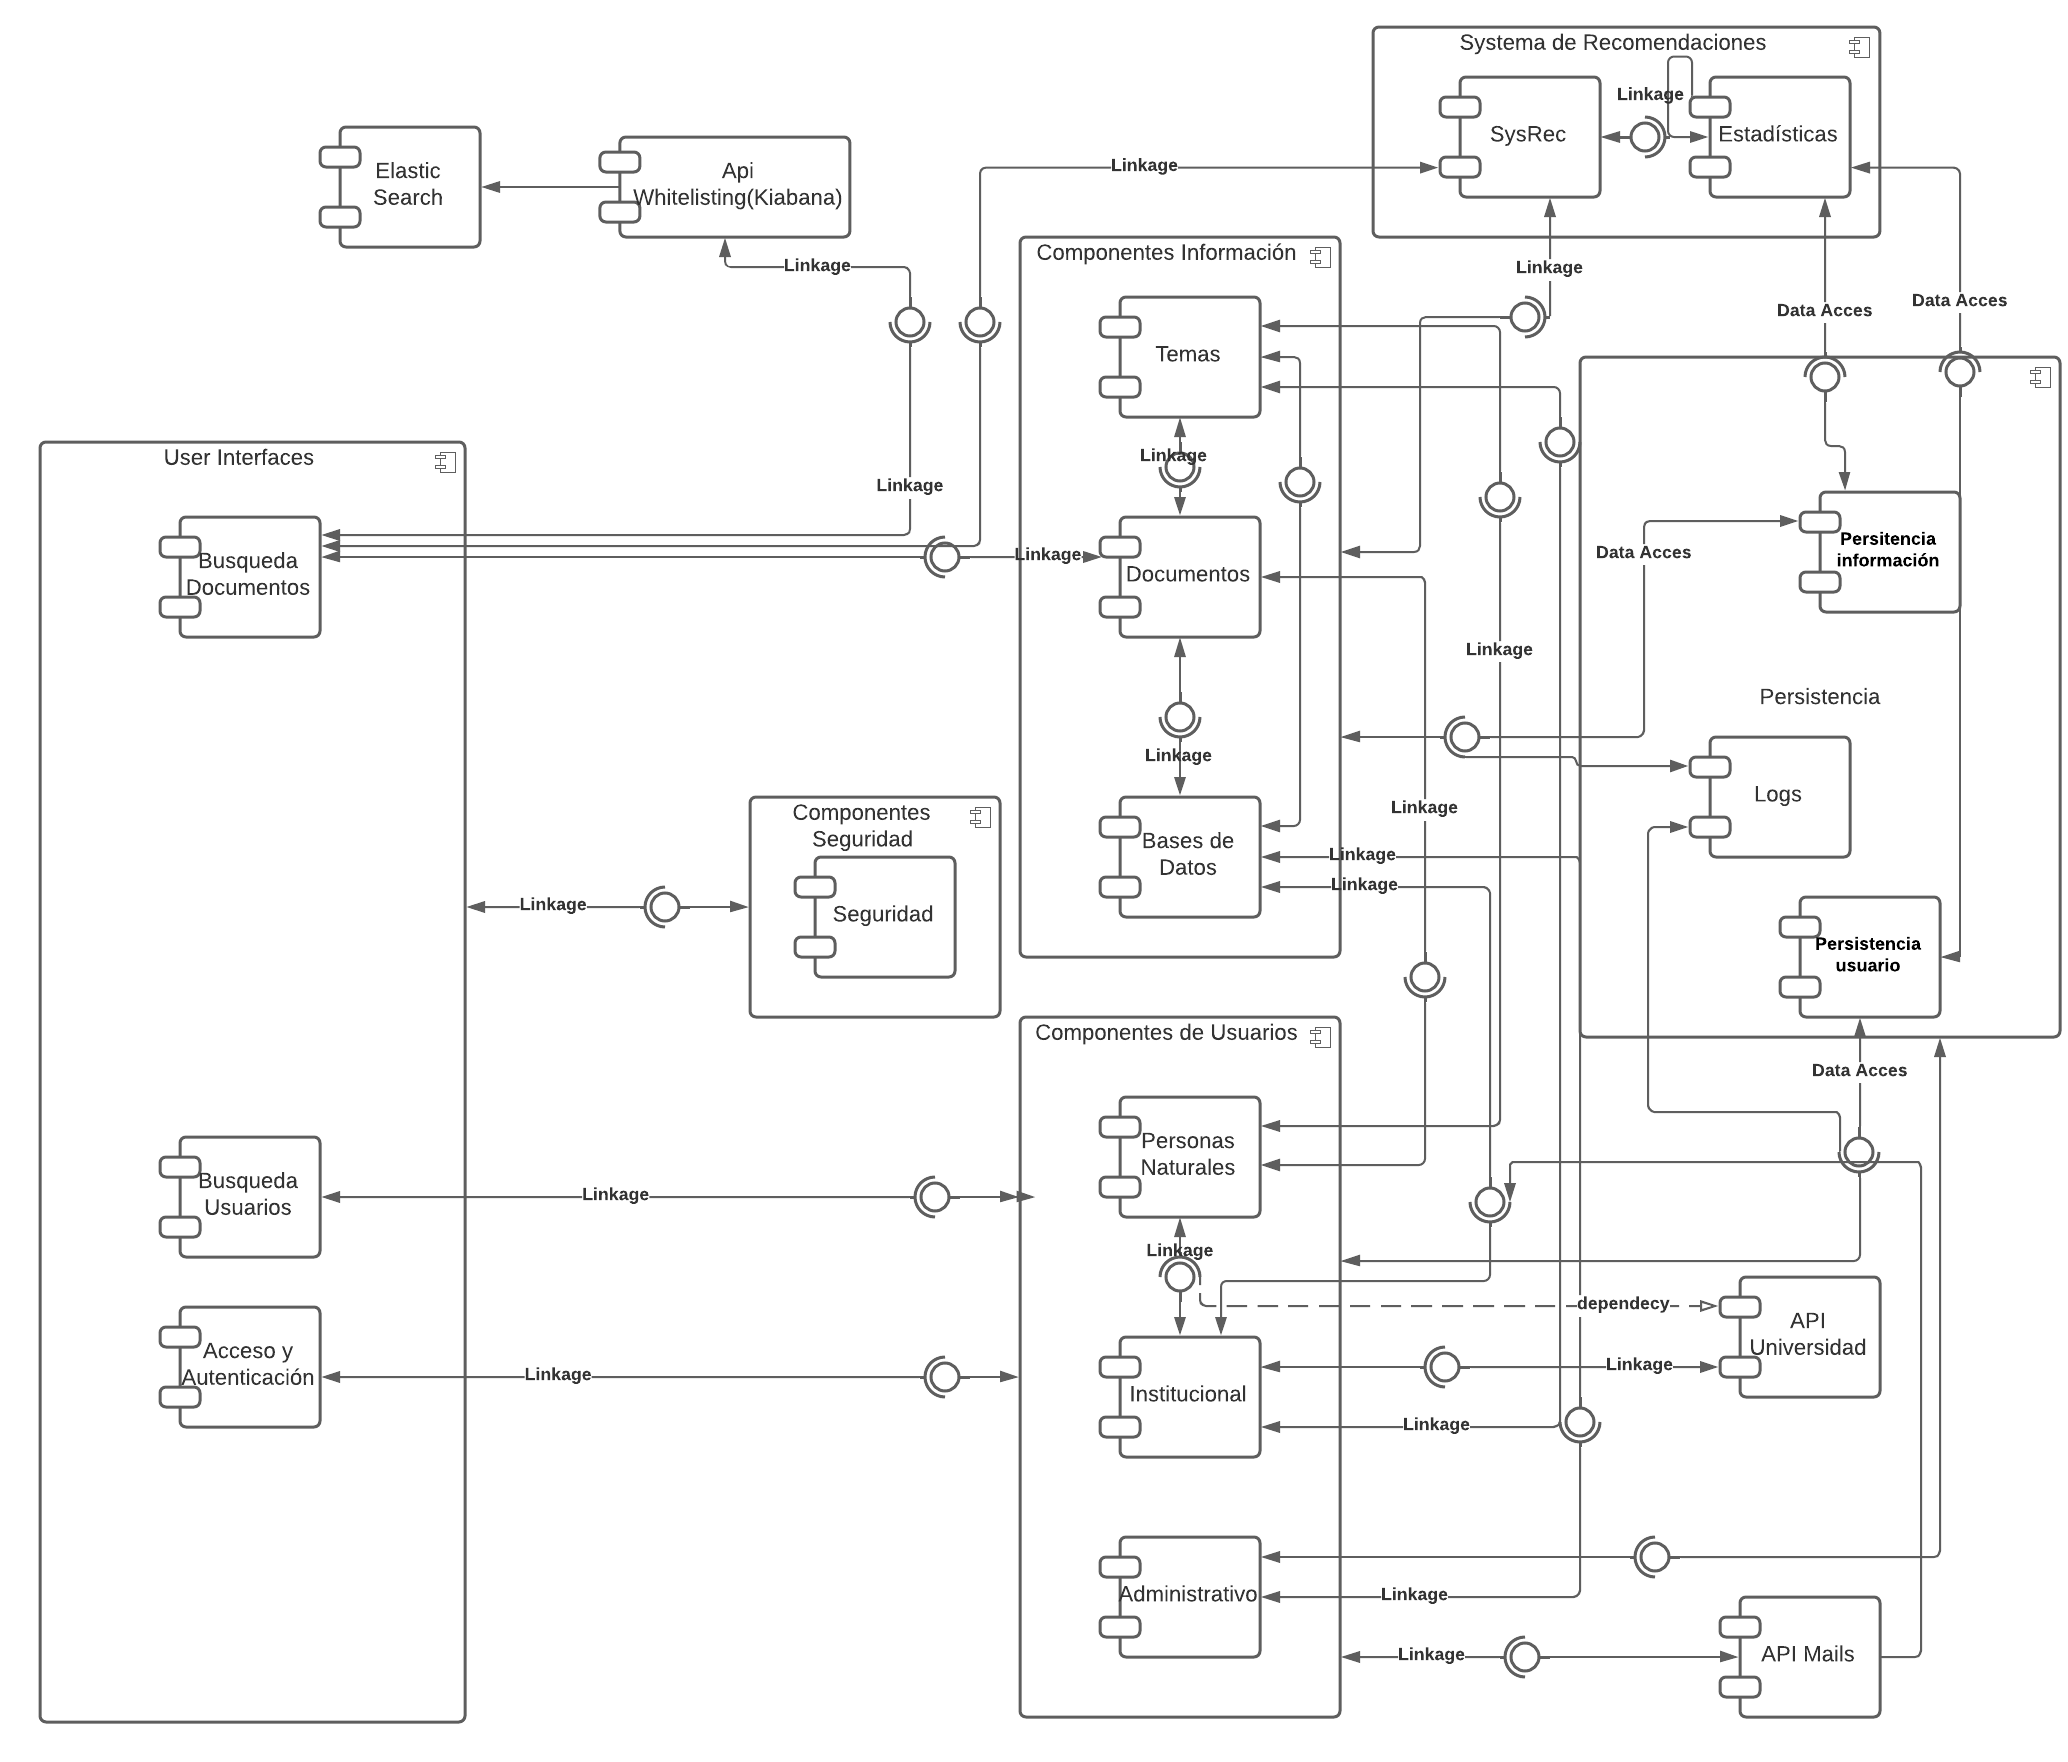 Systema de Recomendaciones
Linkage
SysRec
Estadísticas
Elastic
Search
Api
Whitelisting(Kiabana)
Linkage
Linkage
Linkage
Componentes Información
Data Acces
Data Acces
Temas
Linkage
User Interfaces
Linkage
Busqueda
Documentos
Linkage
Documentos
Data Acces
Persitencia
información
Linkage
Persistencia
Linkage
Logs
Linkage
Componentes
Seguridad
Bases de
Datos
Linkage
Linkage
Linkage
Seguridad
Persistencia
usuario
Componentes de Usuarios
Data Acces
Personas
Naturales
Busqueda
Usuarios
Linkage
Linkage
dependecy
API
Universidad
Acceso y
Autenticación
Linkage
Linkage
Institucional
Linkage
Administrativo
Linkage
Linkage
API Mails